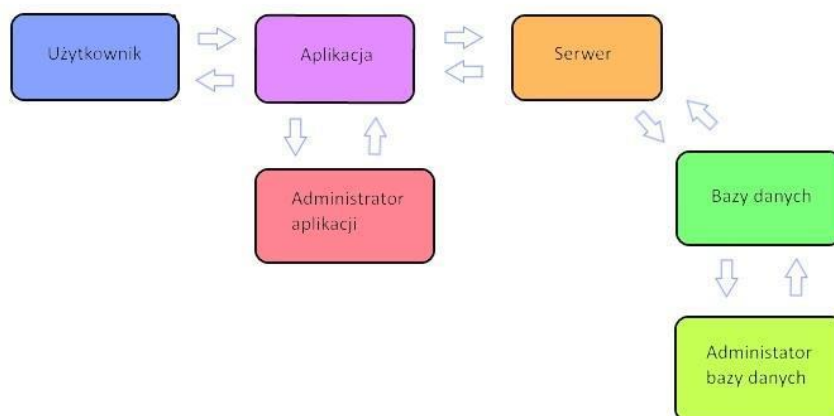 Użytkownik
Aplikacja
Serwer
Administrator
aplikacji
Bazy danych
Administator
bazy danych